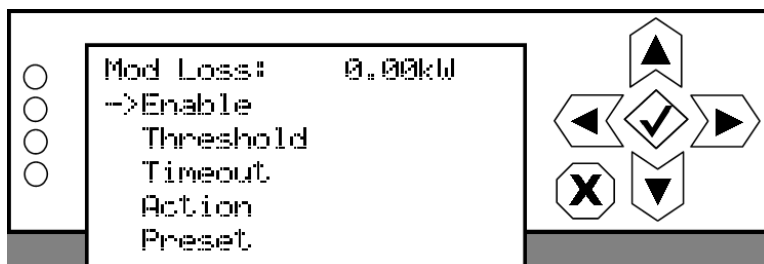 Mod Loss: 0.00kW
->Enable
Threshold
Timeout
Action
Preset
X